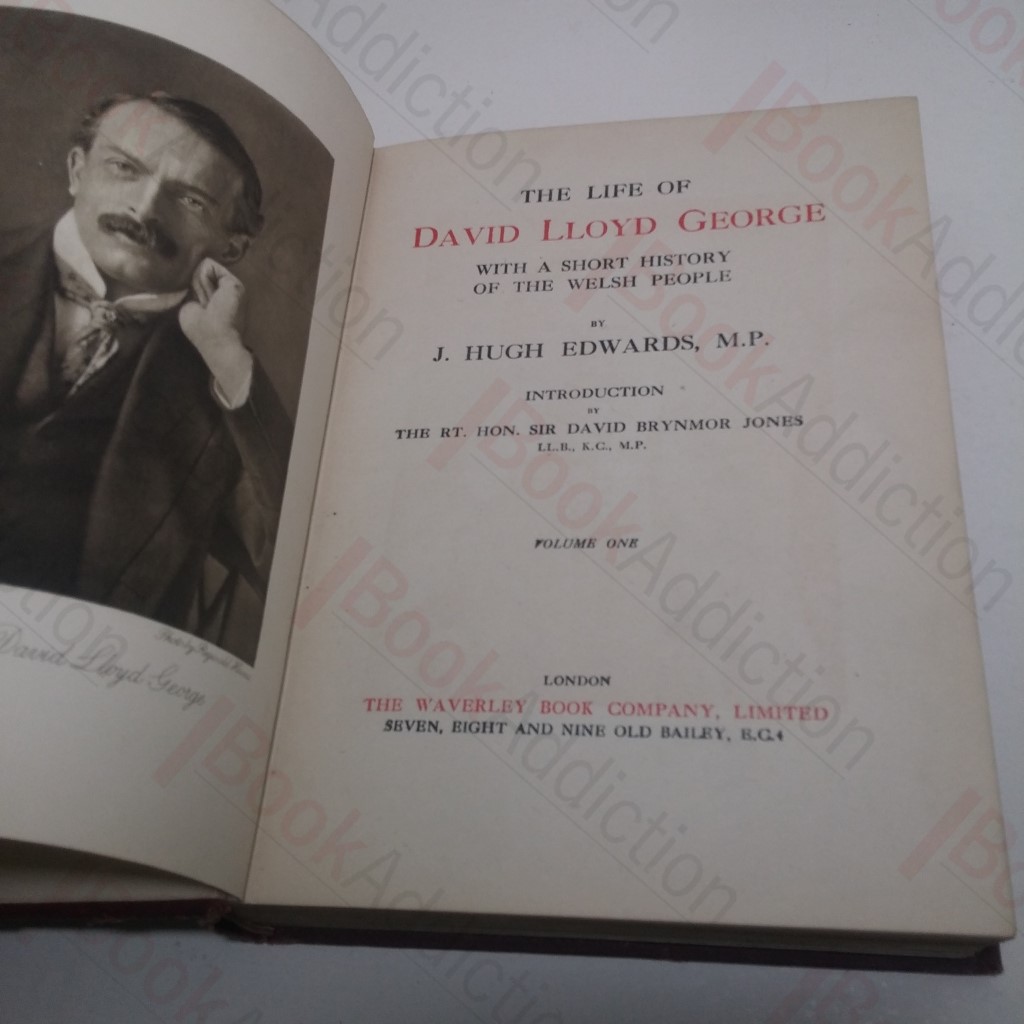 David Lloyd George
THE LIFE OF
DAVID LLOYD GEORGE
WITH A SHORT HISTORY
OF THE WELSH PEOPLE
BY
J. HUGH EDWARDS, M.P.
INTRODUCTION
BY
THE RT. HON. SIR DAVID BRYNMOR JONES
LL.B., K.C., M.P.
VOLUME ONE
LONDON
THE WAVERLEY BOOK COMPANY, LIMITED
SEVEN, EIGHT AND NINE OLD BAILEY, E.C.4
BookAddiction